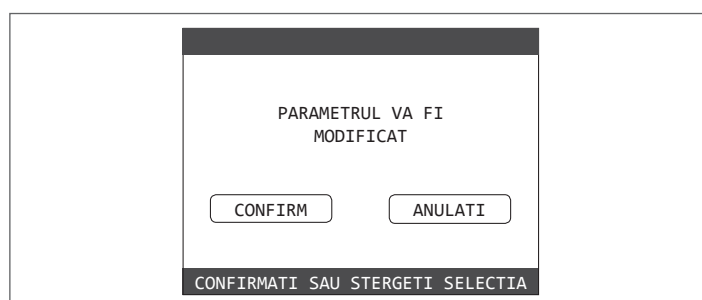 PARAMETRUL VA FI
MODIFICAT
CONFIRM ANULATI
CONFIRMATI SAU STERGETI SELECTIA